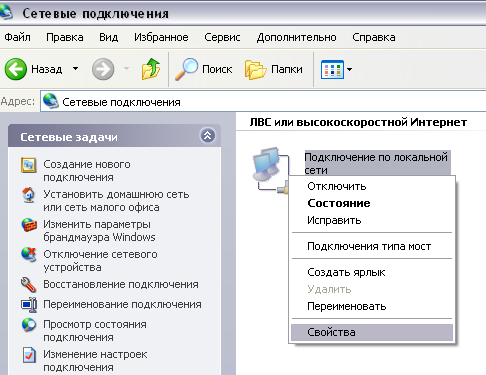 Сетевые подключения
Файл Правка Вид Избранное Сервис Дополнительно Справка
Назад Поиск Папки
Адрес: Сетевые подключения
Сетевые задачи
Создание нового
подключения
Установить домашнюю сеть
или сеть малого офиса
Изменить параметры
брандмауэра Windows
Отключение сетевого
устройства
Восстановление подключения
Переименование подключения
Просмотр состояния
подключения
Изменение настроек
подключения
ЛВС или высокоскоростной Интернет
Подключение по локальной
сети
Отключить
Состояние
Исправить
Подключения типа мост
Создать ярлык
Удалить
Переименовать
Свойства